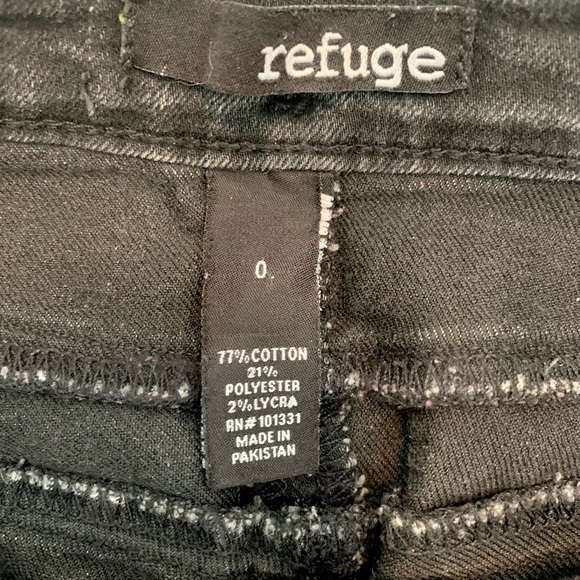 refuge
0.
77% COTTON
21%
POLYESTER
2% LYCRA
RN# 101331
MADE IN
PAKISTAN